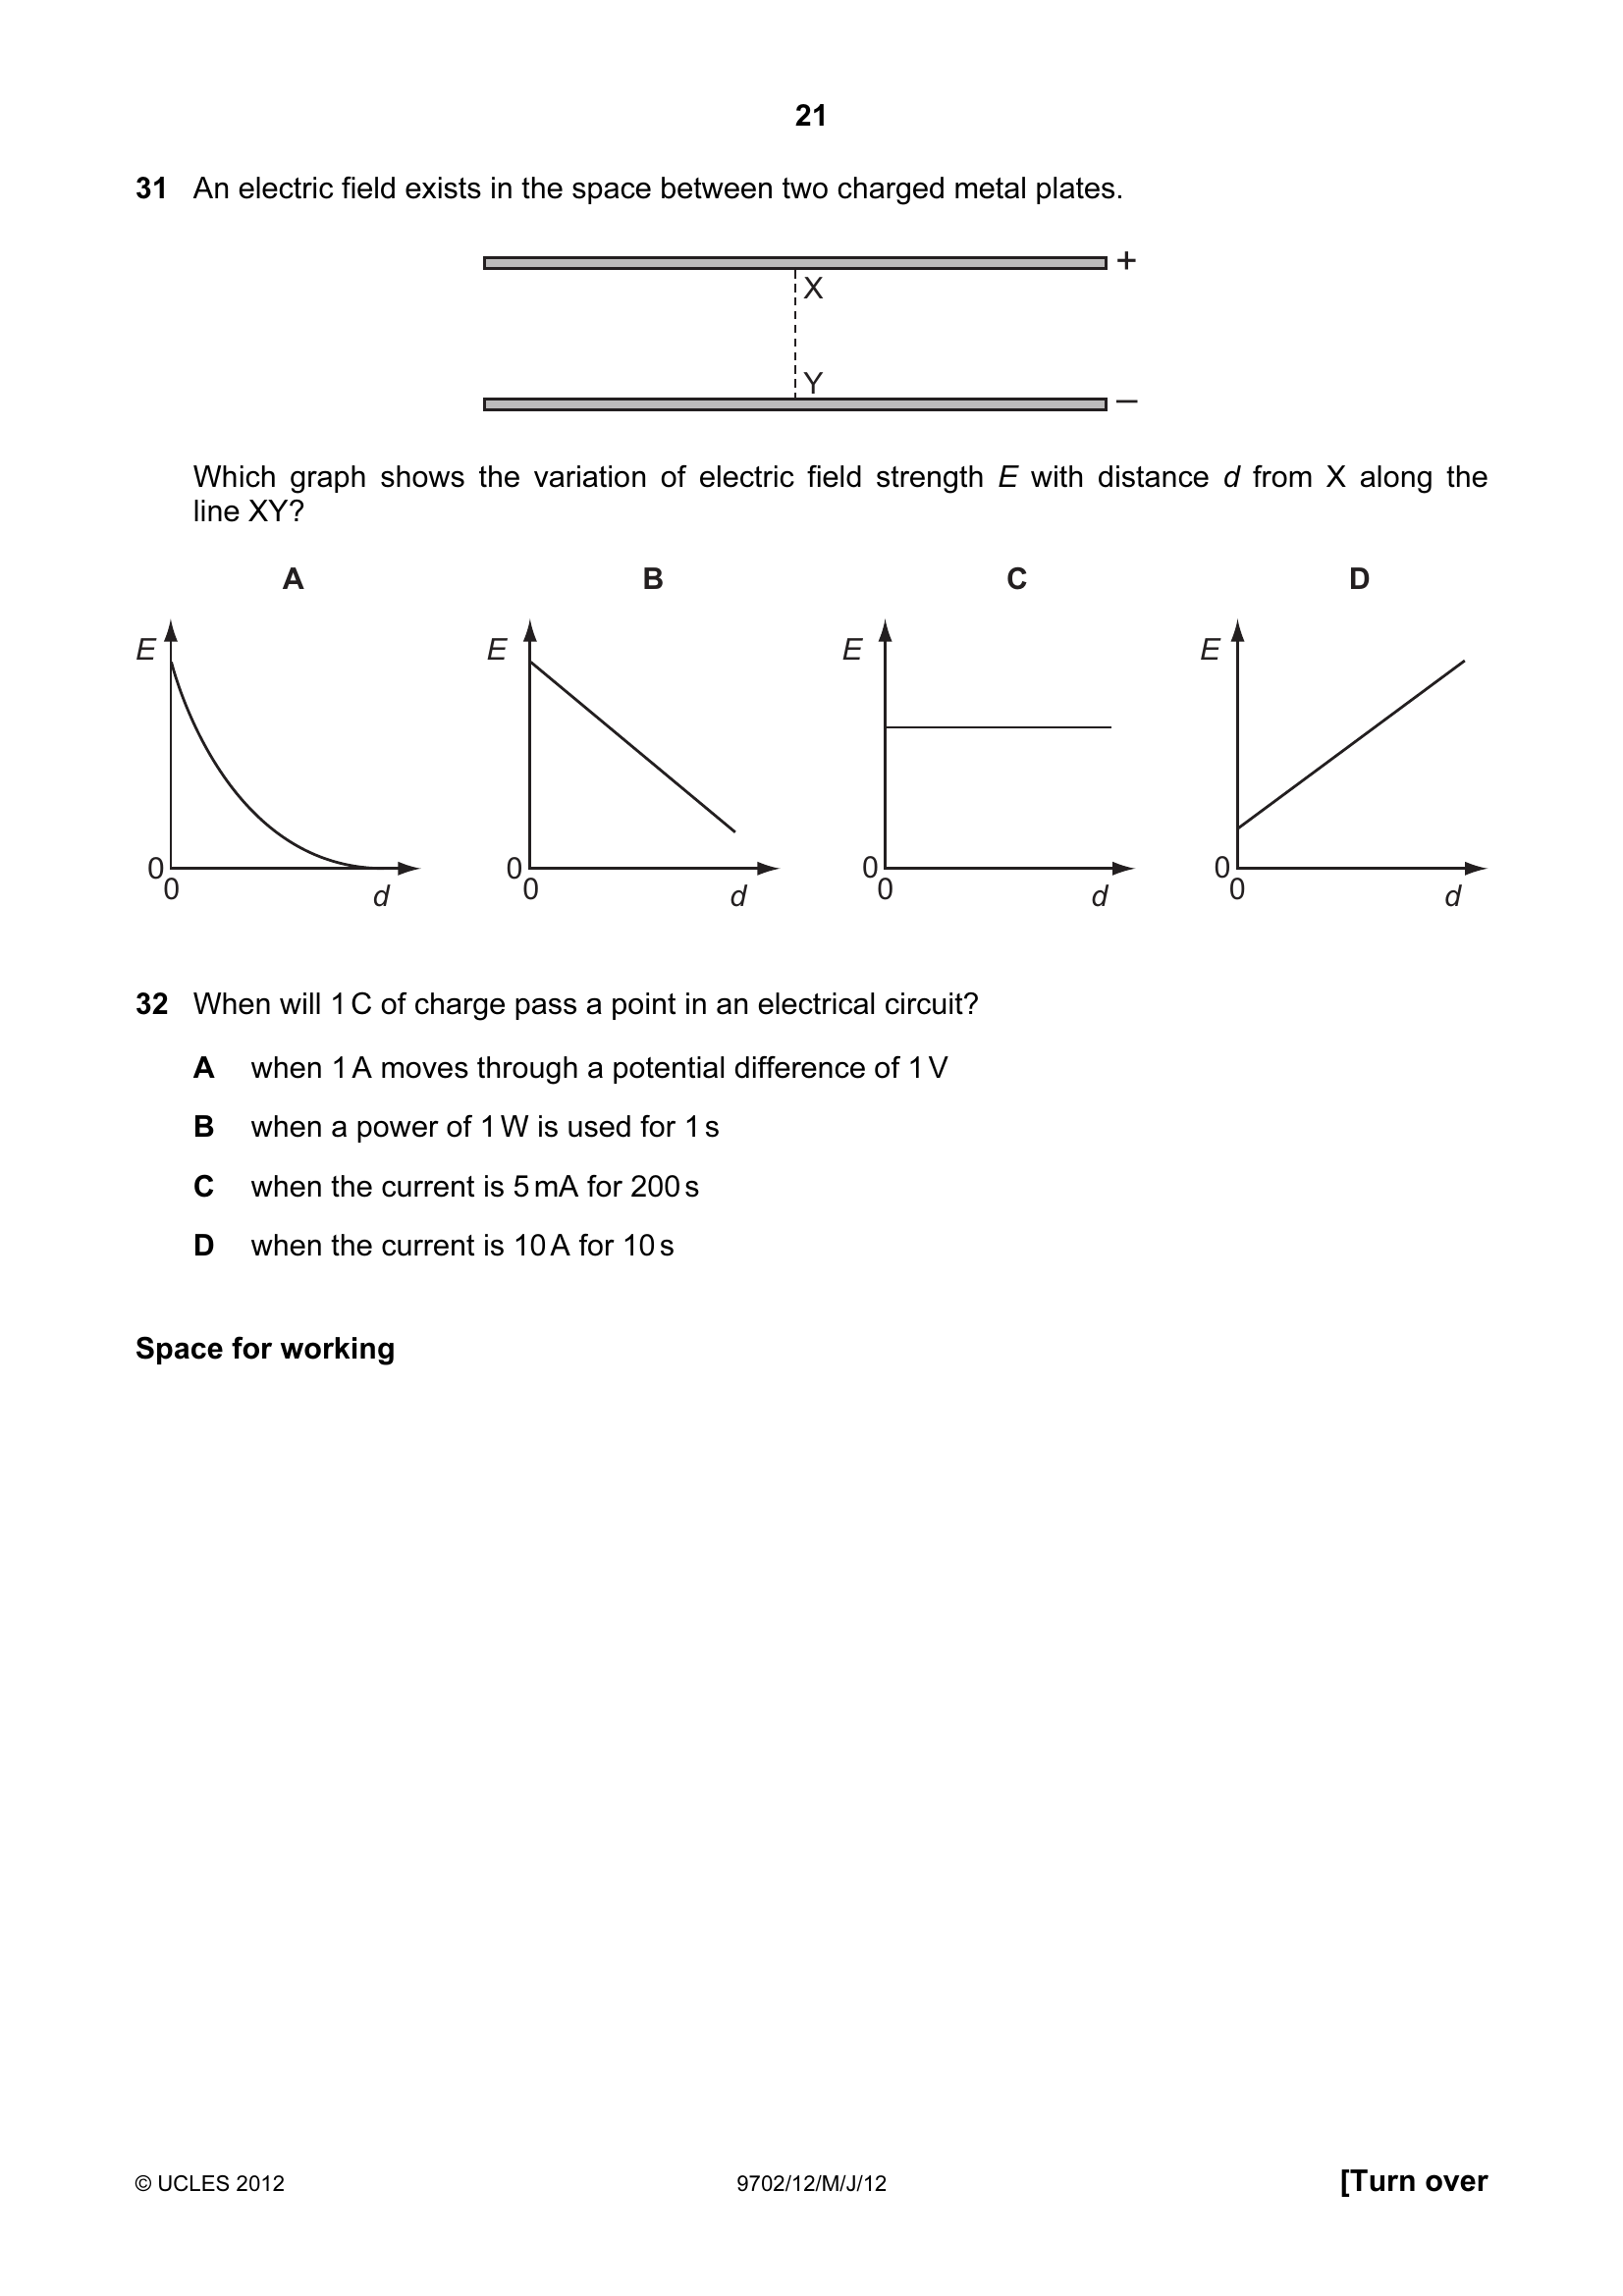 21
31 An electric field exists in the space between two charged metal plates.
+
X
Y
–
Which graph shows the variation of electric field strength E with distance d from X along the
line XY?
A B C D
E E E E
0 0 0 0
0 d 0 d 0 d 0 d
32 When will 1 C of charge pass a point in an electrical circuit?
A when 1 A moves through a potential difference of 1 V
B when a power of 1 W is used for 1 s
C when the current is 5 mA for 200 s
D when the current is 10 A for 10 s
Space for working
© UCLES 2012 9702/12/M/J/12 [Turn over